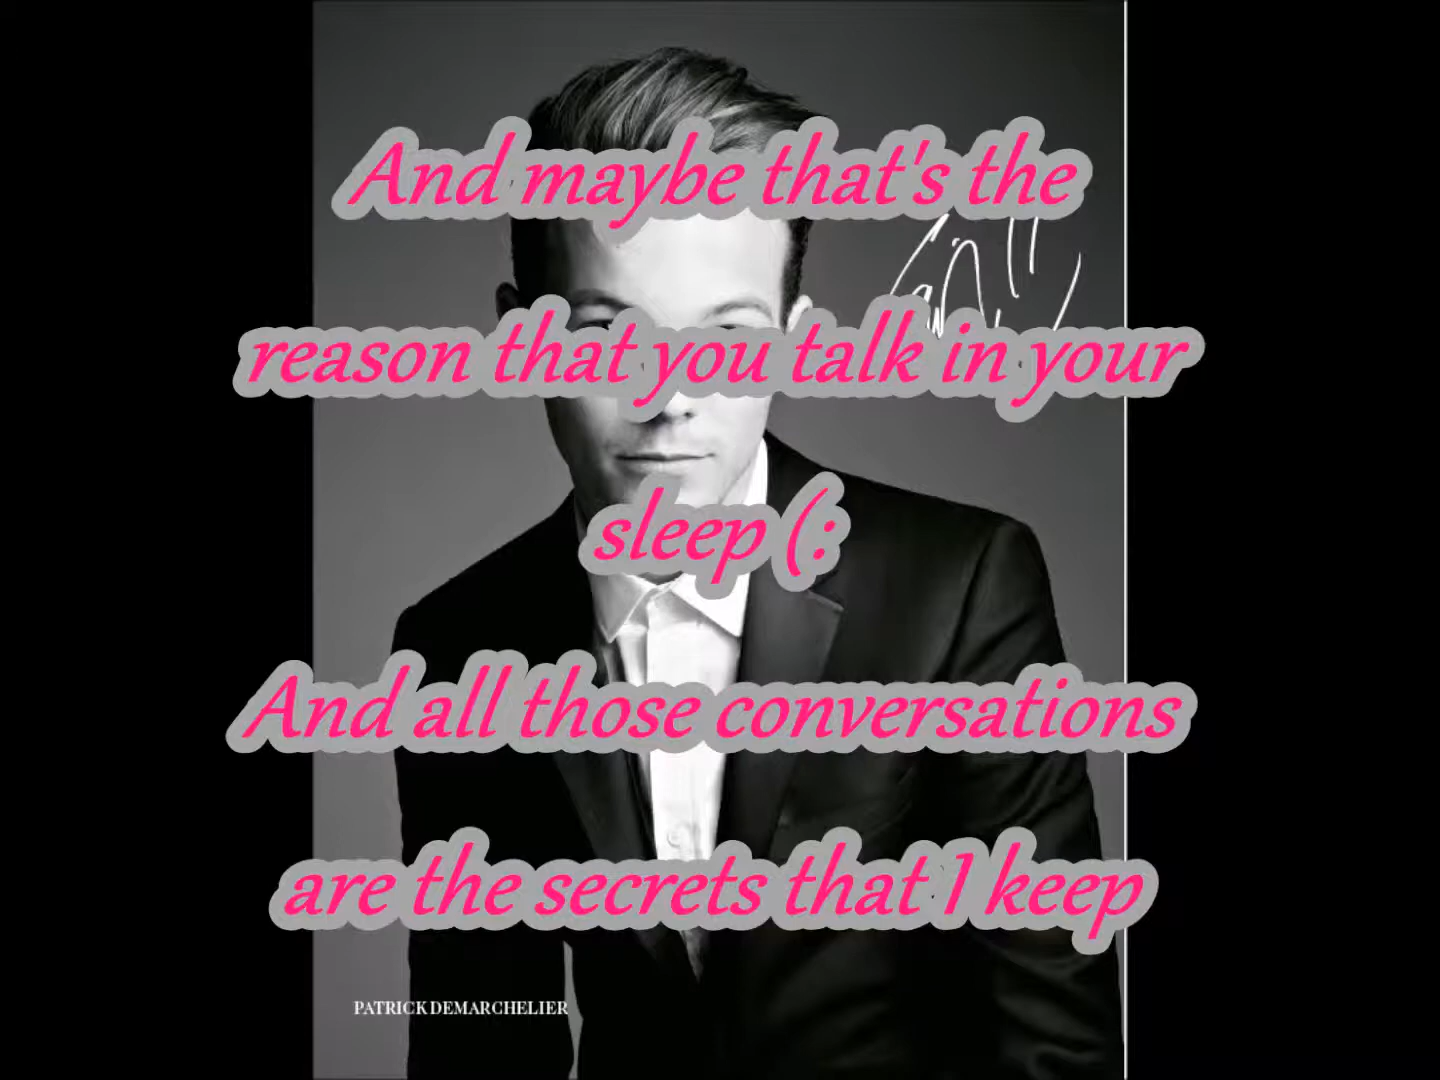 And maybe that's the
reason that you talk in your
sleep (:
And all those conversations
are the secrets that I keep
PATRICK DEMARCHELIER